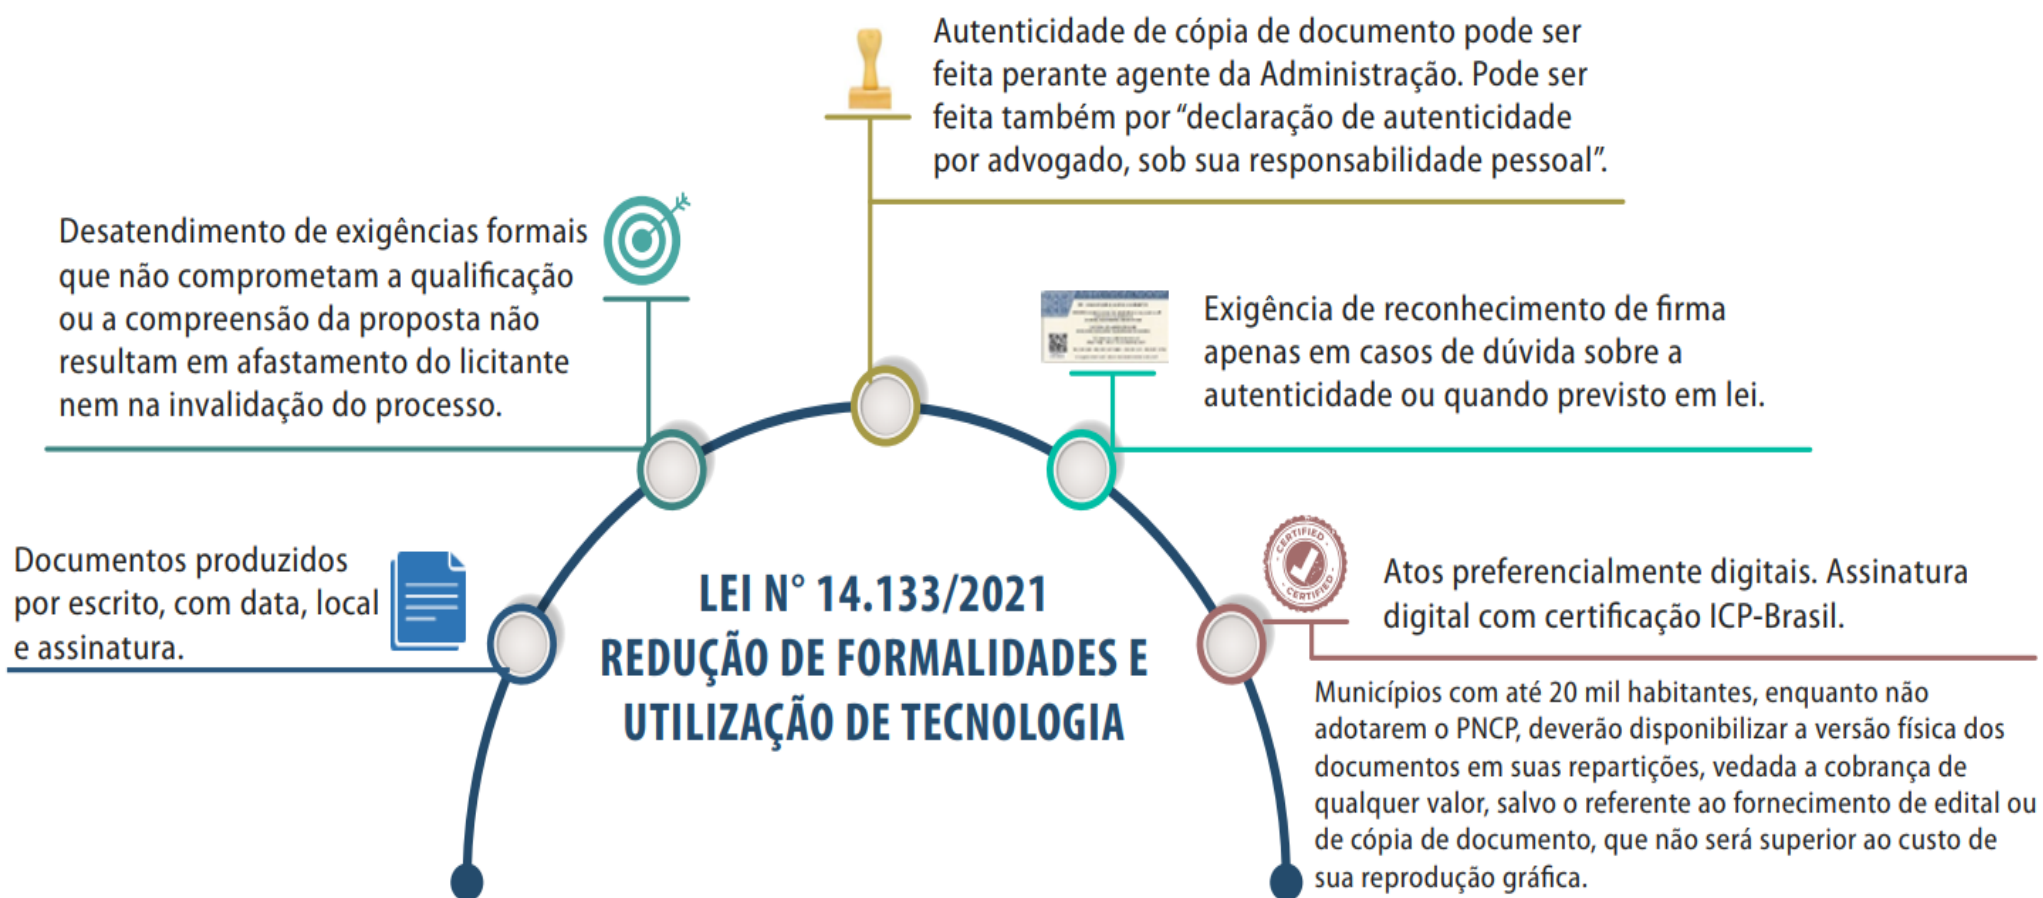 Autenticidade de cópia de documento pode ser
feita perante agente da Administração. Pode ser
feita também por “declaração de autenticidade
por advogado, sob sua responsabilidade pessoal”.
Desatendimento de exigências formais
que não comprometam a qualificação
ou a compreensão da proposta não
resultam em afastamento do licitante
nem na invalidação do processo.
Exigência de reconhecimento de firma
apenas em casos de dúvida sobre a
autenticidade ou quando previsto em lei.
Documentos produzidos
por escrito, com data, local
e assinatura.
LEI N° 14.133/2021
REDUÇÃO DE FORMALIDADES E
UTILIZAÇÃO DE TECNOLOGIA
CERTIFIED
CERTIFIED
Atos preferencialmente digitais. Assinatura
digital com certificação ICP-Brasil.
Municípios com até 20 mil habitantes, enquanto não
adotarem o PNCP, deverão disponibilizar a versão física dos
documentos em suas repartições, vedada a cobrança de
qualquer valor, salvo o referente ao fornecimento de edital ou
de cópia de documento, que não será superior ao custo de
sua reprodução gráfica.